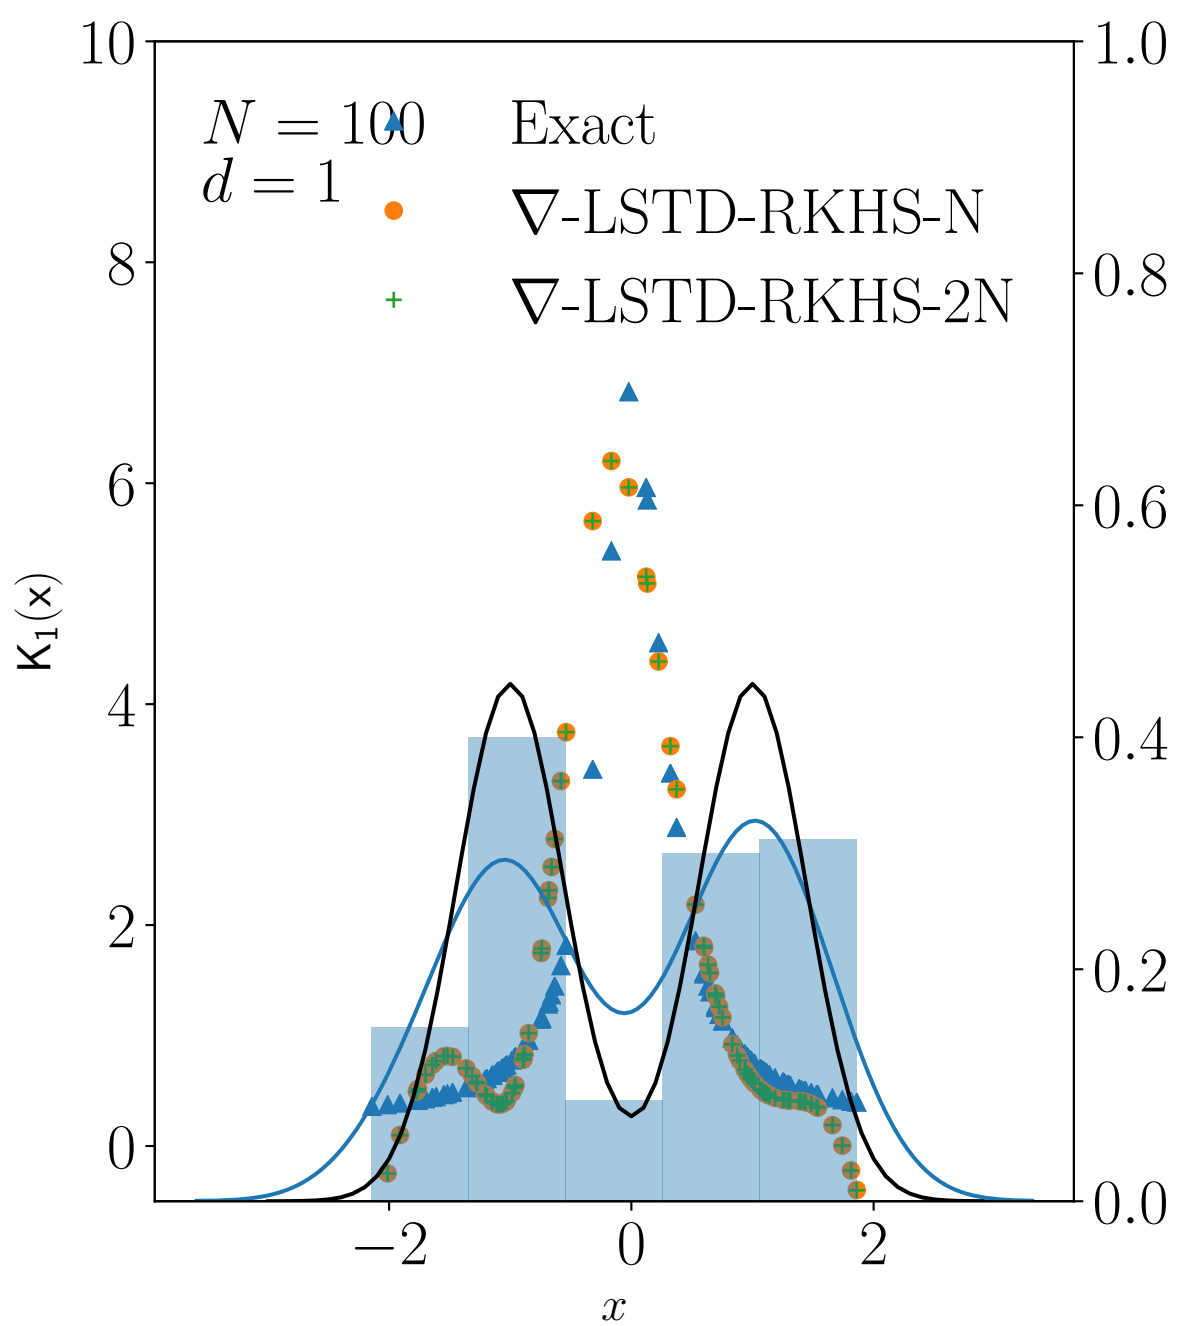 10
8
6
4
2
0
K₁(x)
N = 100
d = 1
Exact
∇-LSTD-RKHS-N
∇-LSTD-RKHS-2N
1.0
0.8
0.6
0.4
0.2
0.0
−2 0 2
x